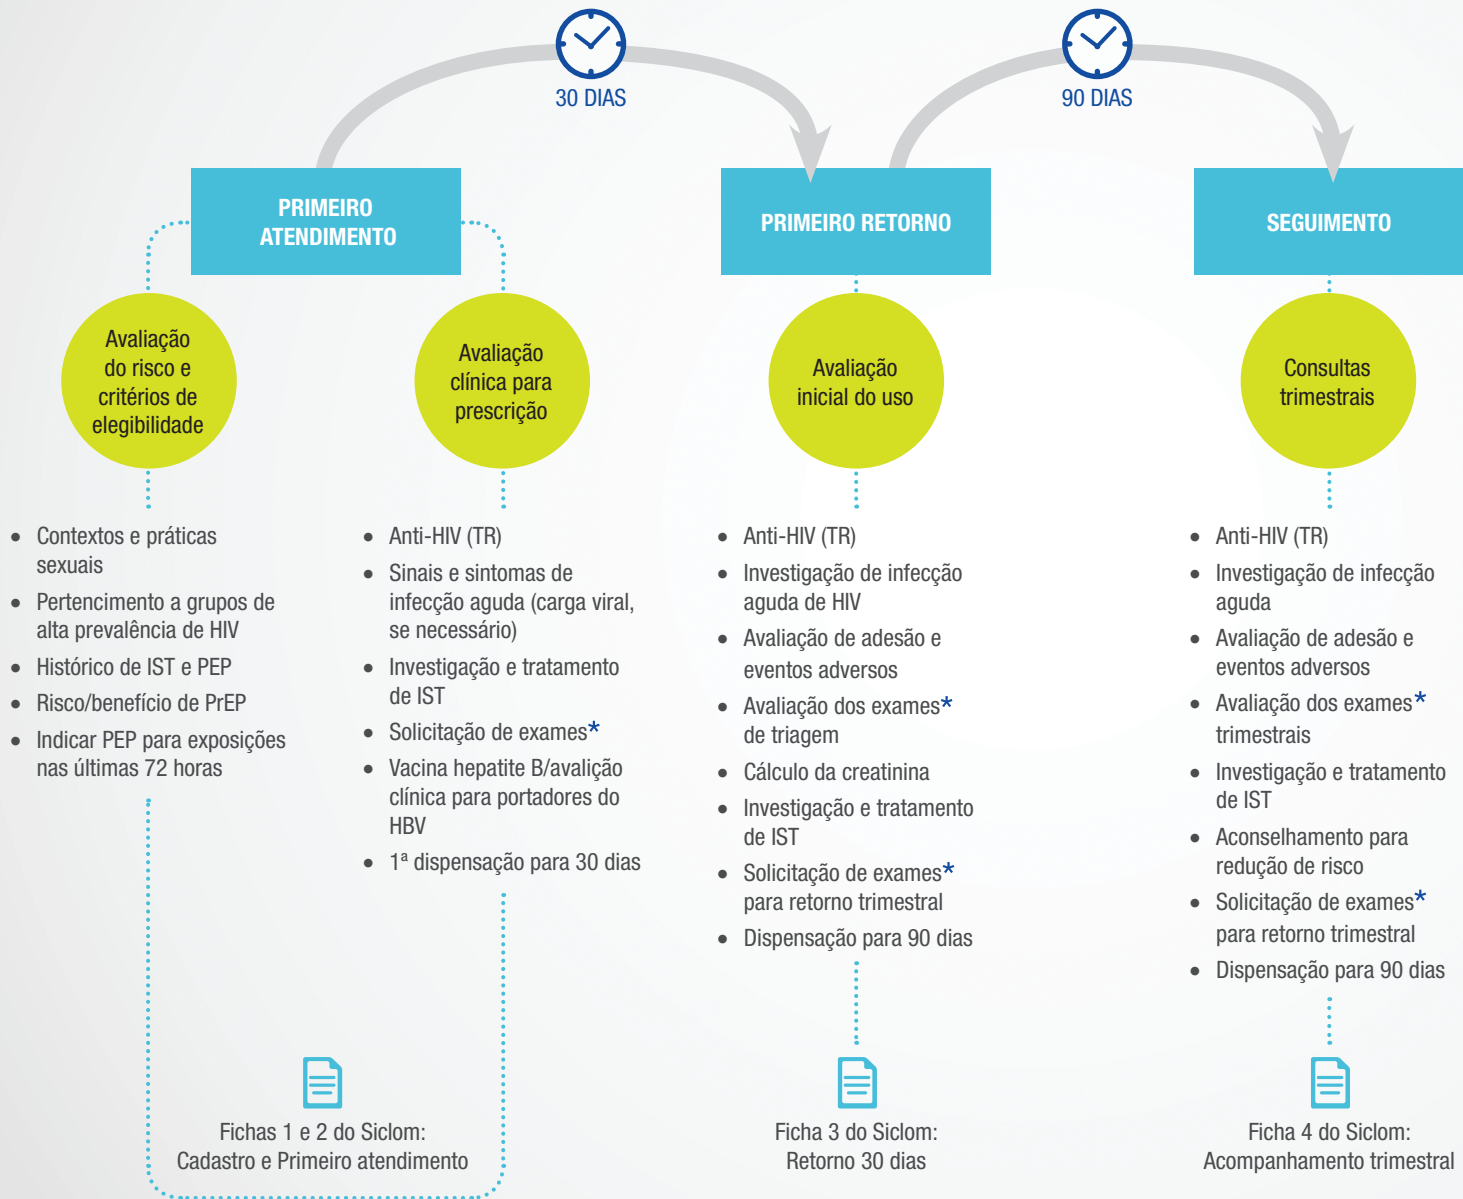 30 DIAS
90 DIAS
PRIMEIRO
ATENDIMENTO
PRIMEIRO RETORNO
SEGUIMENTO
Avaliação
do risco e
critérios de
elegibilidade
Avaliação
clínica para
prescrição
Avaliação
inicial do uso
Consultas
trimestrais
• Contextos e práticas
sexuais
• Pertencimento a grupos de
alta prevalência de HIV
• Histórico de IST e PEP
• Risco/benefício de PrEP
• Indicar PEP para exposições
nas últimas 72 horas
• Anti-HIV (TR)
• Sinais e sintomas de
infecção aguda (carga viral,
se necessário)
• Investigação e tratamento
de IST
• Solicitação de exames*
• Vacina hepatite B/avalição
clínica para portadores do
HBV
• 1ª dispensação para 30 dias
• Anti-HIV (TR)
• Investigação de infecção
aguda de HIV
• Avaliação de adesão e
eventos adversos
• Avaliação dos exames*
de triagem
• Cálculo da creatinina
• Investigação e tratamento
de IST
• Solicitação de exames*
para retorno trimestral
• Dispensação para 90 dias
• Anti-HIV (TR)
• Investigação de infecção
aguda
• Avaliação de adesão e
eventos adversos
• Avaliação dos exames*
trimestrais
• Investigação e tratamento
de IST
• Aconselhamento para
redução de risco
• Solicitação de exames*
para retorno trimestral
• Dispensação para 90 dias
Fichas 1 e 2 do Siclom:
Cadastro e Primeiro atendimento
Ficha 3 do Siclom:
Retorno 30 dias
Ficha 4 do Siclom:
Acompanhamento trimestral